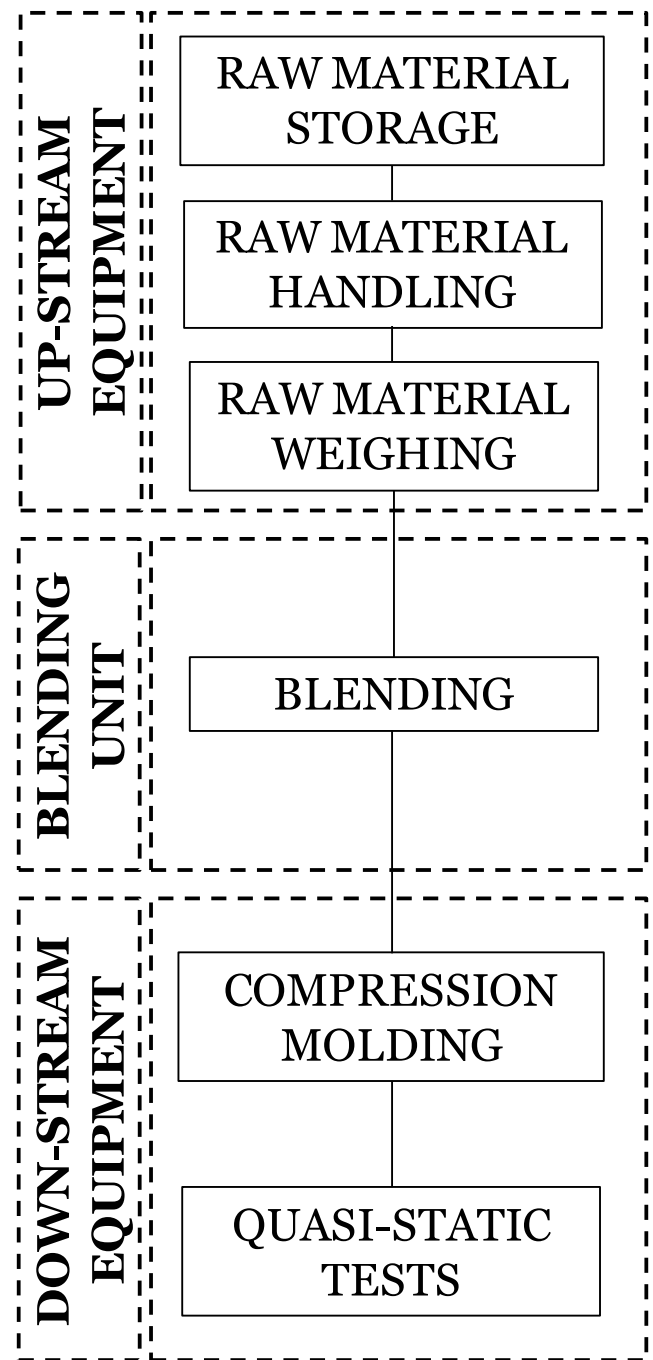 UP-STREAM
EQUIPMENT
RAW MATERIAL
STORAGE
RAW MATERIAL
HANDLING
RAW MATERIAL
WEIGHING
BLENDING
UNIT
BLENDING
DOWN-STREAM
EQUIPMENT
COMPRESSION
MOLDING
QUASI-STATIC
TESTS